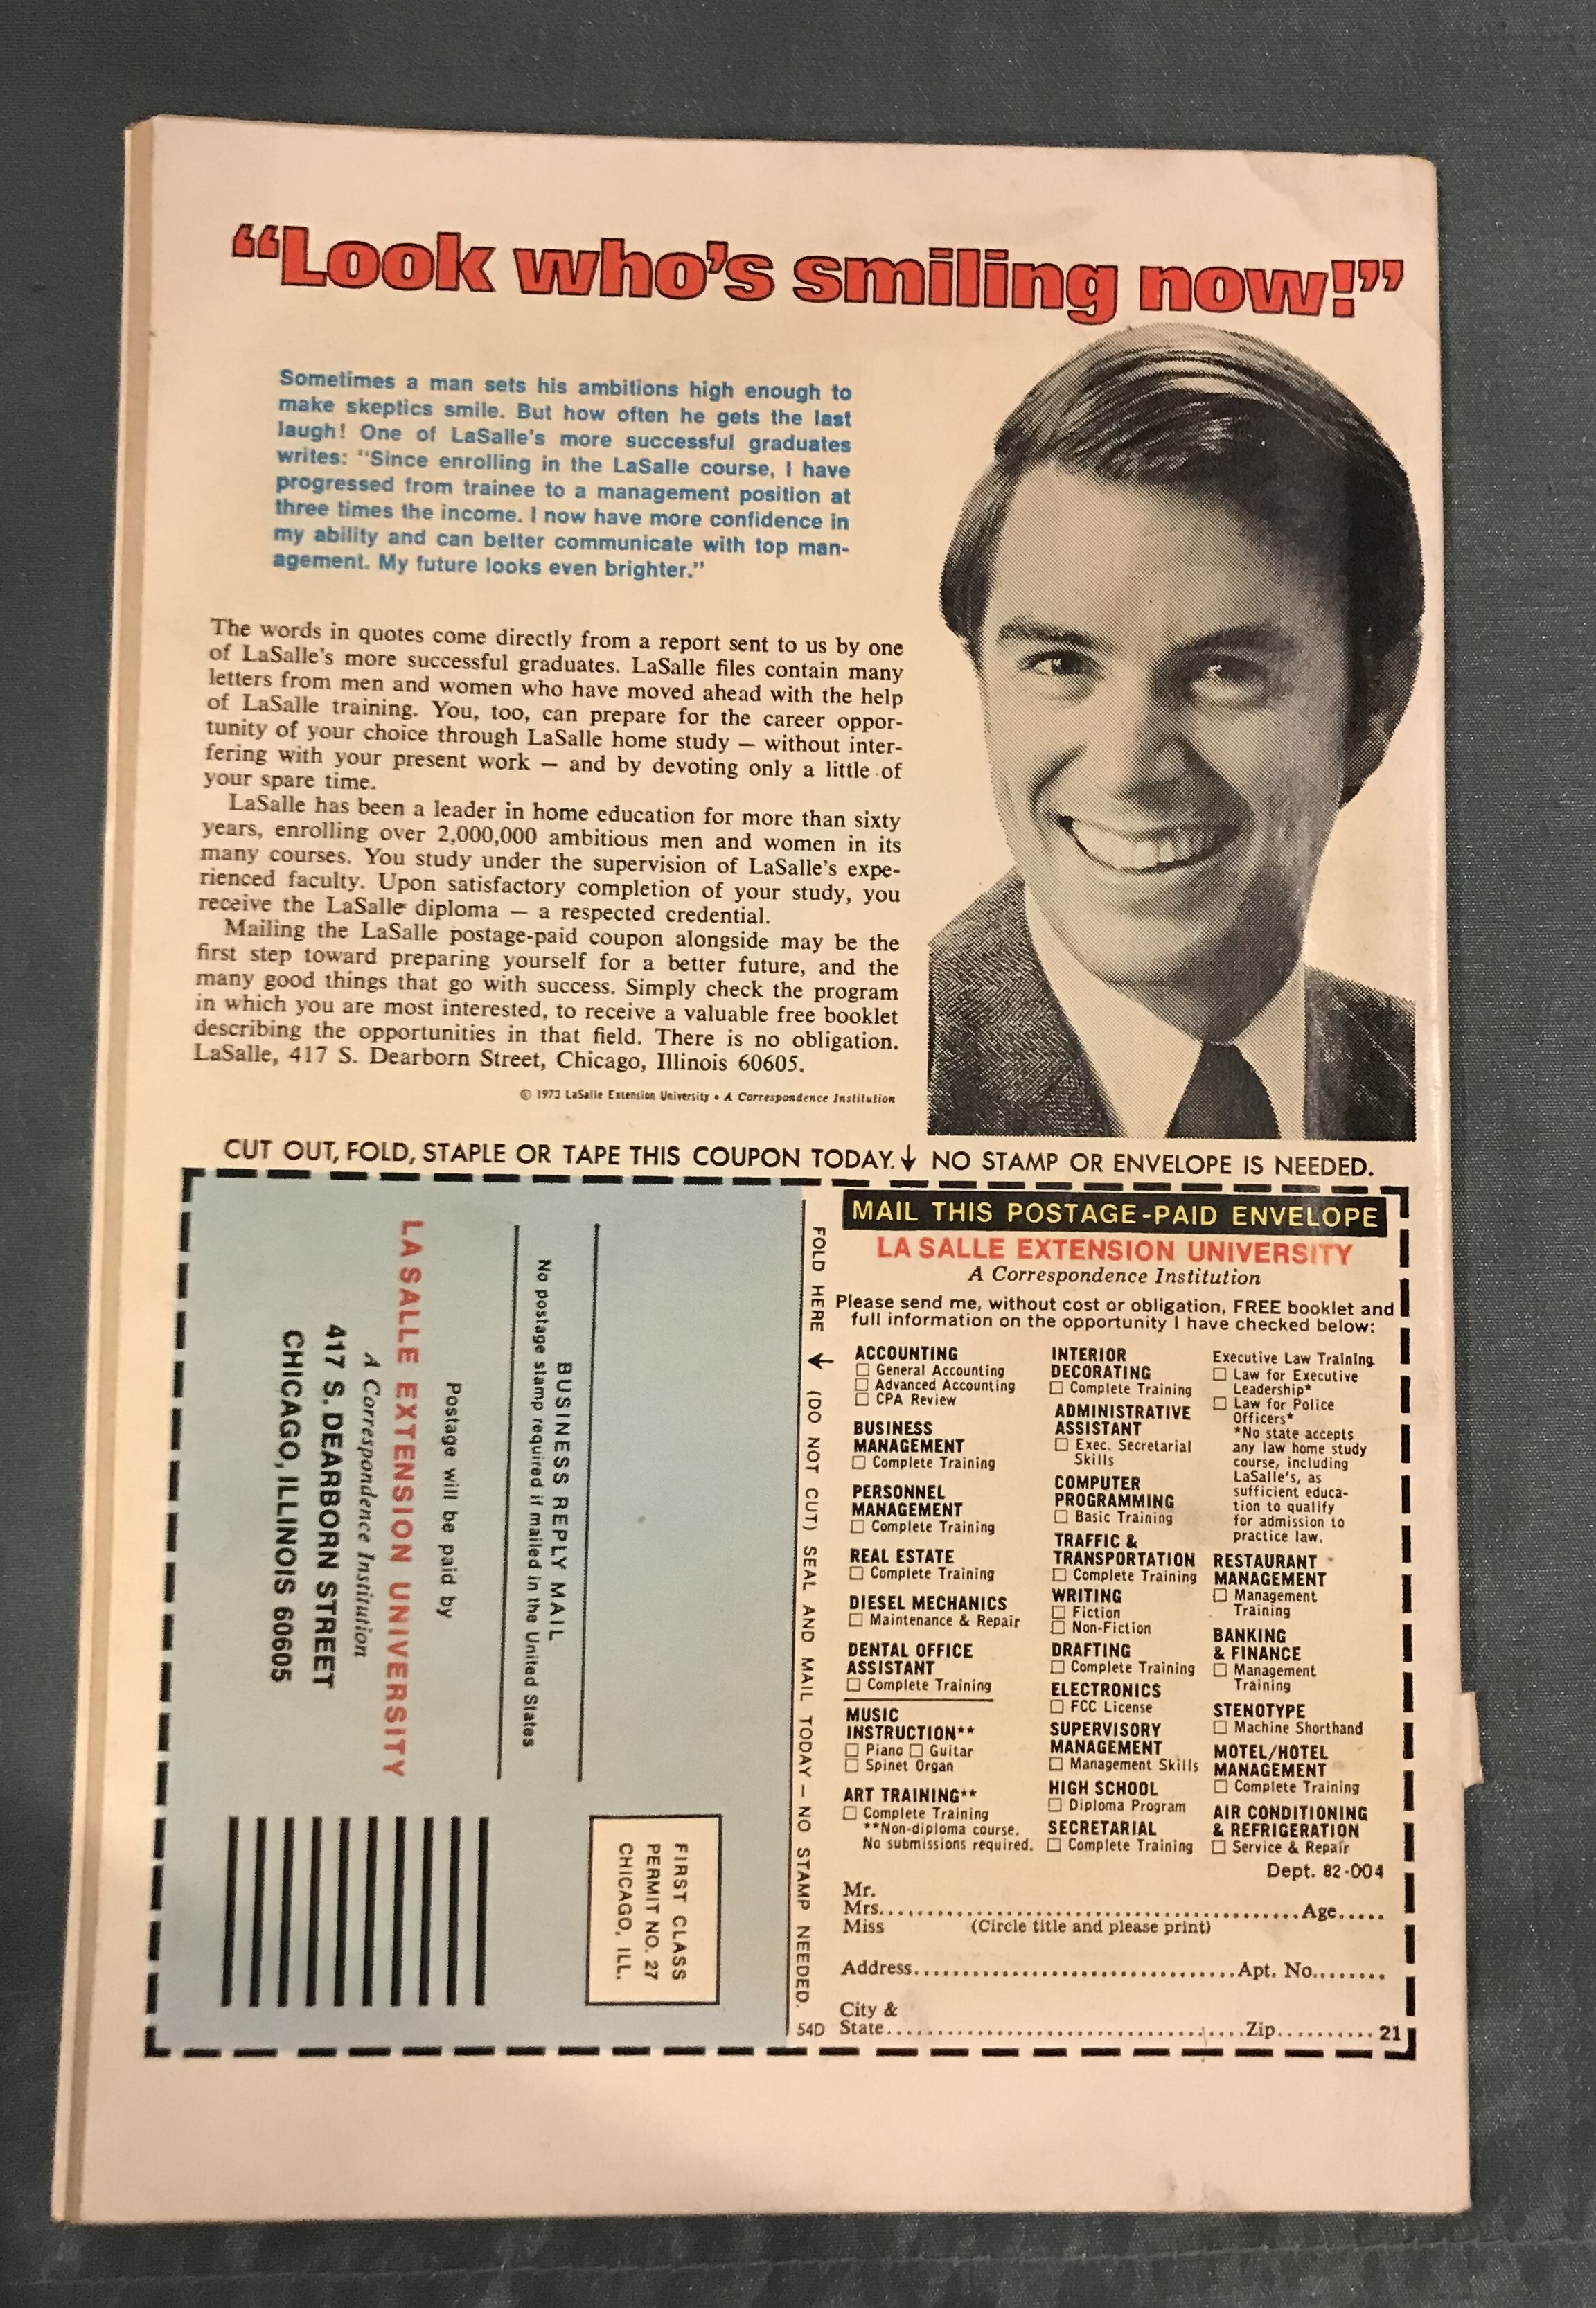 “Look who’s smiling now!”
Sometimes a man sets his ambitions high enough to
make skeptics smile. But how often he gets the last
laugh! One of LaSalle's more successful graduates
writes: "Since enrolling in the LaSalle course, I have
progressed from trainee to a management position at
three times the income. I now have more confidence in
my ability and can better communicate with top man-
agement. My future looks even brighter."
The words in quotes come directly from a report sent to us by one
of LaSalle's more successful graduates. LaSalle files contain many
letters from men and women who have moved ahead with the help
of LaSalle training. You, too, can prepare for the career oppor-
tunity of your choice through LaSalle home study — without inter-
fering with your present work — and by devoting only a little of
your spare time.
LaSalle has been a leader in home education for more than sixty
years, enrolling over 2,000,000 ambitious men and women in its
many courses. You study under the supervision of LaSalle's expe-
rienced faculty. Upon satisfactory completion of your study, you
receive the LaSalle diploma — a respected credential.
Mailing the LaSalle postage-paid coupon alongside may be the
first step toward preparing yourself for a better future, and the
many good things that go with success. Simply check the program
in which you are most interested, to receive a valuable free booklet
describing the opportunities in that field. There is no obligation.
LaSalle, 417 S. Dearborn Street, Chicago, Illinois 60605.
© 1973 LaSalle Extension University • A Correspondence Institution
CUT OUT, FOLD, STAPLE OR TAPE THIS COUPON TODAY.↓ NO STAMP OR ENVELOPE IS NEEDED.
FIRST CLASS
PERMIT NO. 27
CHICAGO, ILL.
BUSINESS REPLY MAIL
No postage stamp required if mailed in the United States
Postage will be paid by
LA SALLE EXTENSION UNIVERSITY
A Correspondence Institution
417 S. DEARBORN STREET
CHICAGO, ILLINOIS 60605
FOLD HERE ↓ (DO NOT CUT) SEAL AND MAIL TODAY — NO STAMP NEEDED.
54D
MAIL THIS POSTAGE-PAID ENVELOPE
LA SALLE EXTENSION UNIVERSITY
A Correspondence Institution
Please send me, without cost or obligation, FREE booklet and
full information on the opportunity I have checked below:
ACCOUNTING
☐ General Accounting
☐ Advanced Accounting
☐ CPA Review
BUSINESS
MANAGEMENT
☐ Complete Training
PERSONNEL
MANAGEMENT
☐ Complete Training
REAL ESTATE
☐ Complete Training
DIESEL MECHANICS
☐ Maintenance & Repair
DENTAL OFFICE
ASSISTANT
☐ Complete Training
MUSIC
INSTRUCTION**
☐ Piano ☐ Guitar
☐ Spinet Organ
ART TRAINING**
☐ Complete Training
**Non-diploma course.
No submissions required.
INTERIOR
DECORATING
☐ Complete Training
ADMINISTRATIVE
ASSISTANT
☐ Exec. Secretarial
Skills
COMPUTER
PROGRAMMING
☐ Basic Training
TRAFFIC &
TRANSPORTATION
☐ Complete Training
WRITING
☐ Fiction
☐ Non-Fiction
DRAFTING
☐ Complete Training
ELECTRONICS
☐ FCC License
SUPERVISORY
MANAGEMENT
☐ Management Skills
HIGH SCHOOL
☐ Diploma Program
SECRETARIAL
☐ Complete Training
Executive Law Training
☐ Law for Executive
Leadership*
☐ Law for Police
Officers*
*No state accepts
any law home study
course, including
LaSalle's, as
sufficient educa-
tion to qualify
for admission to
practice law.
RESTAURANT
MANAGEMENT
☐ Management
Training
BANKING
& FINANCE
☐ Management
Training
STENOTYPE
☐ Machine Shorthand
MOTEL/HOTEL
MANAGEMENT
☐ Complete Training
AIR CONDITIONING
& REFRIGERATION
☐ Service & Repair
Dept. 82-004
Mr.
Mrs. Age
Miss (Circle title and please print)
Address Apt. No.
City &
State Zip 21